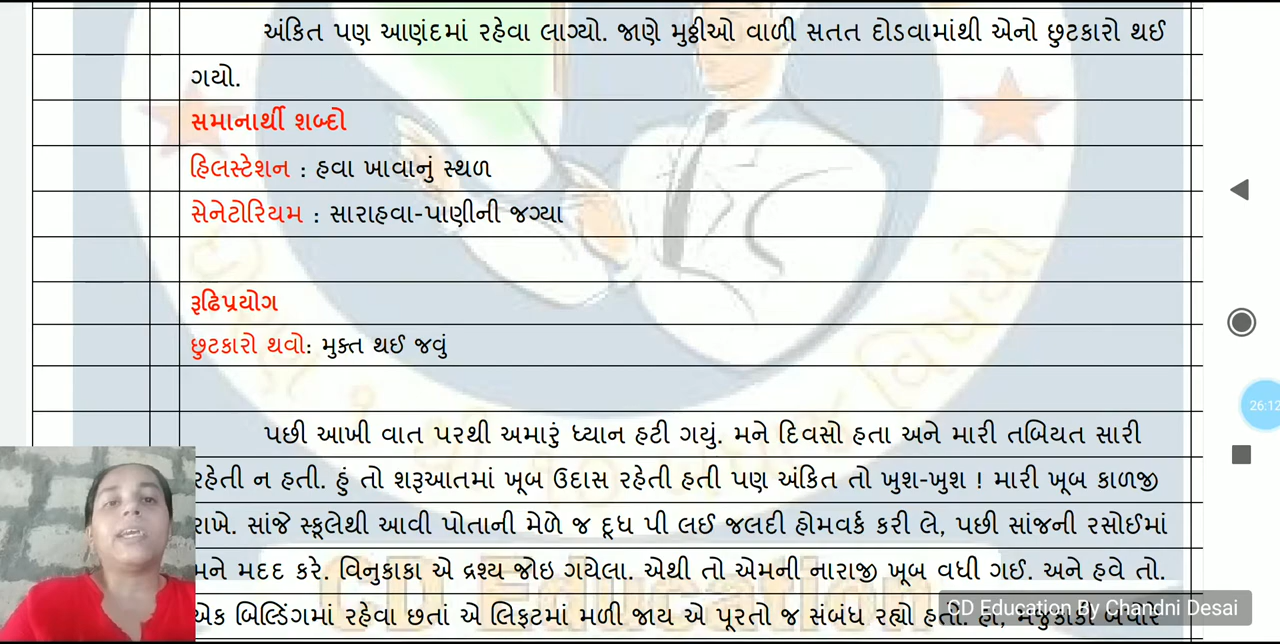 અંકિત પણ આણંદમાં રહેવા લાગ્યો. જાણે મુઠ્ઠીઓ વાળી સતત દોડવામાંથી એનો છુટકારો થઈ
ગયો.
સમાનાર્થી શબ્દો
હિલસ્ટેશન : હવા ખાવાનું સ્થળ
સેનેટોરિયમ : સારાહવા-પાણીની જગ્યા
રૂઢિપ્રયોગ
છુટકારો થવો: મુક્ત થઈ જવું
26:12
પછી આખી વાત પરથી અમારું ધ્યાન હટી ગયું. મને દિવસો હતા અને મારી તબિયત સારી
રહેતી ન હતી. હું તો શરૂઆતમાં ખૂબ ઉદાસ રહેતી હતી પણ અંકિત તો ખુશ-ખુશ ! મારી ખૂબ કાળજી
રાખે. સાંજે સ્કૂલેથી આવી પોતાની મેળે જ દૂધ પી લઈ જલદી હોમવર્ક કરી લે, પછી સાંજની રસોઈમાં
મને મદદ કરે. વિનુકાકા એ દ્રશ્ય જોઇ ગયેલા. એથી તો એમની નારાજી ખૂબ વધી ગઈ. અને હવે તો.
એક બિલ્ડિંગમાં રહેવા છતાં એ લિફટમાં મળી જાય એ પૂરતો જ સંબંધ રહ્યો હતો. હા,
CD Education By Chandni Desai
CD Education